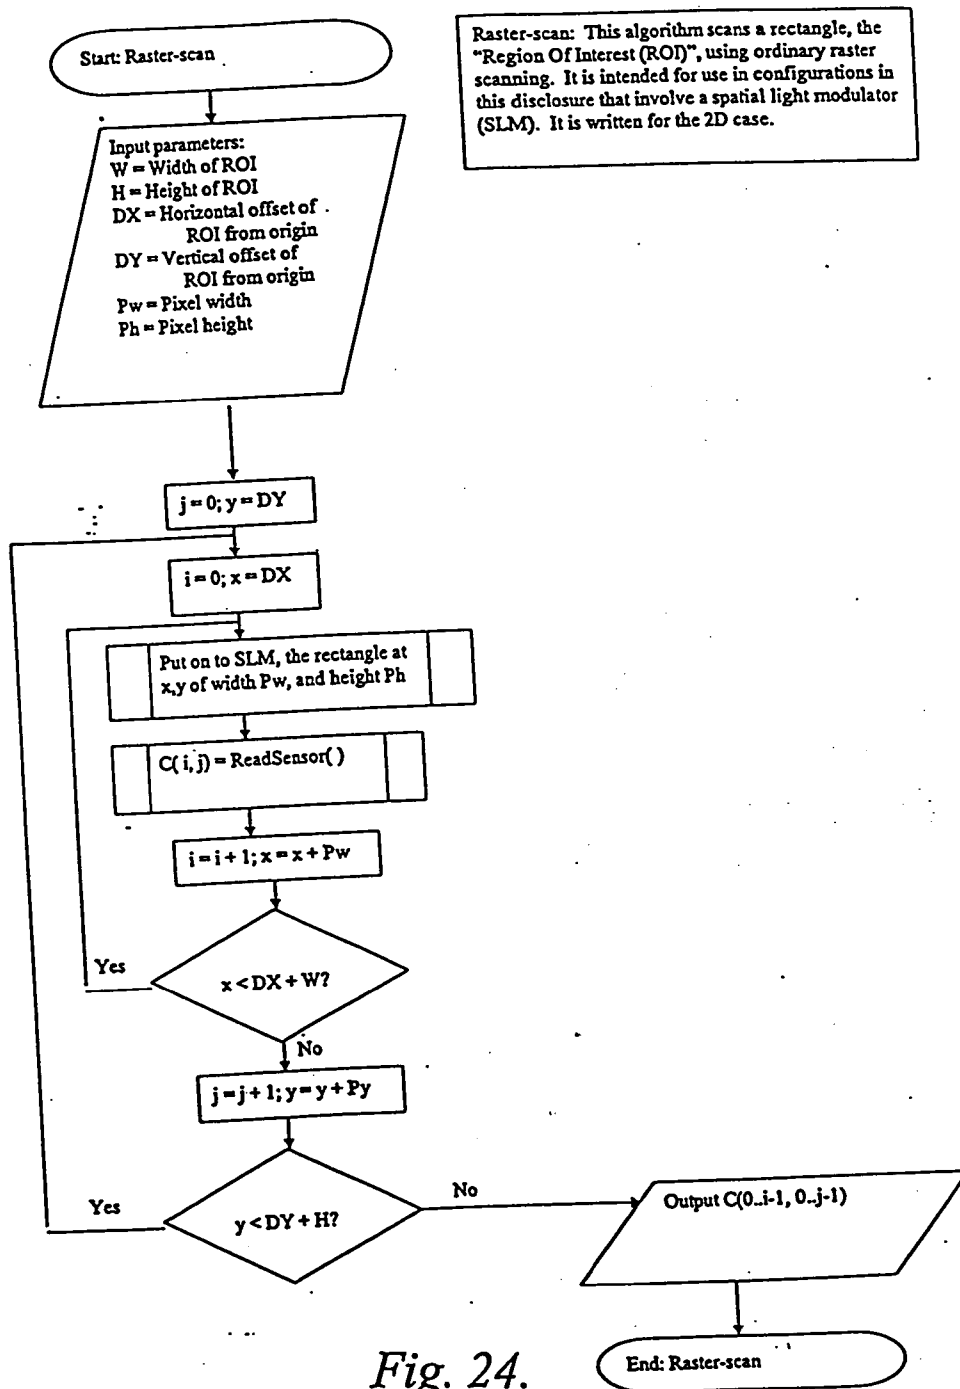 Start: Raster-scan
Raster-scan: This algorithm scans a rectangle, the
"Region Of Interest (ROI)", using ordinary raster
scanning. It is intended for use in configurations in
this disclosure that involve a spatial light modulator
(SLM). It is written for the 2D case.
Input parameters:
W = Width of ROI
H = Height of ROI
DX = Horizontal offset of
ROI from origin
DY = Vertical offset of
ROI from origin
Pw = Pixel width
Ph = Pixel height
j = 0; y = DY
i = 0; x = DX
Put on to SLM, the rectangle at
x,y of width Pw, and height Ph
C( i, j) = ReadSensor( )
i = i + 1; x = x + Pw
Yes
x < DX + W?
No
j = j + 1; y = y + Py
Yes
y < DY + H?
No
Output C(0..i-1, 0..j-1)
End: Raster-scan
Fig. 24.